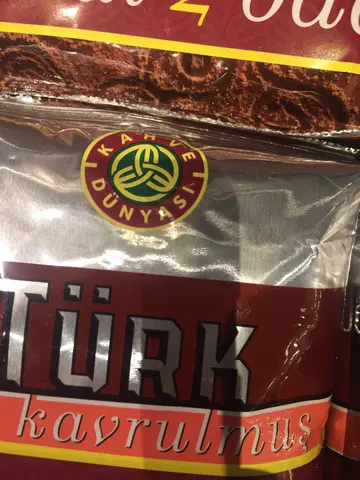 KAHVE
DÜNYASI
TÜRK
kavrulmuş